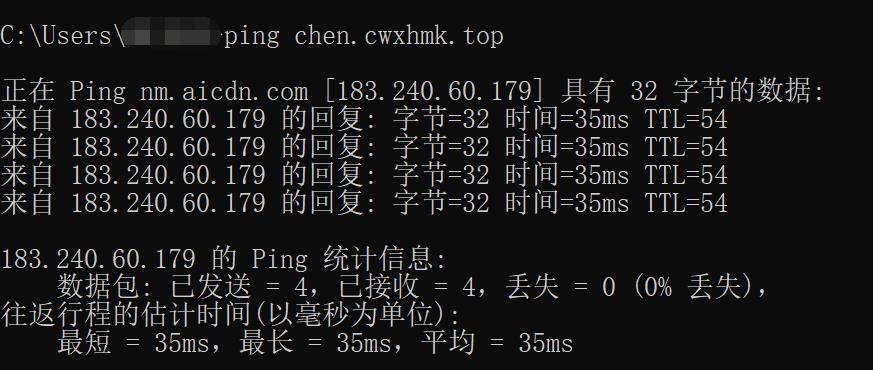 C:\Users\ ping chen.cwxhmk.top
正在 Ping nm.aicdn.com [183.240.60.179] 具有 32 字节的数据:
来自 183.240.60.179 的回复: 字节=32 时间=35ms TTL=54
来自 183.240.60.179 的回复: 字节=32 时间=35ms TTL=54
来自 183.240.60.179 的回复: 字节=32 时间=35ms TTL=54
来自 183.240.60.179 的回复: 字节=32 时间=35ms TTL=54
183.240.60.179 的 Ping 统计信息:
数据包: 已发送 = 4，已接收 = 4，丢失 = 0 (0% 丢失)，
往返行程的估计时间(以毫秒为单位):
最短 = 35ms，最长 = 35ms，平均 = 35ms